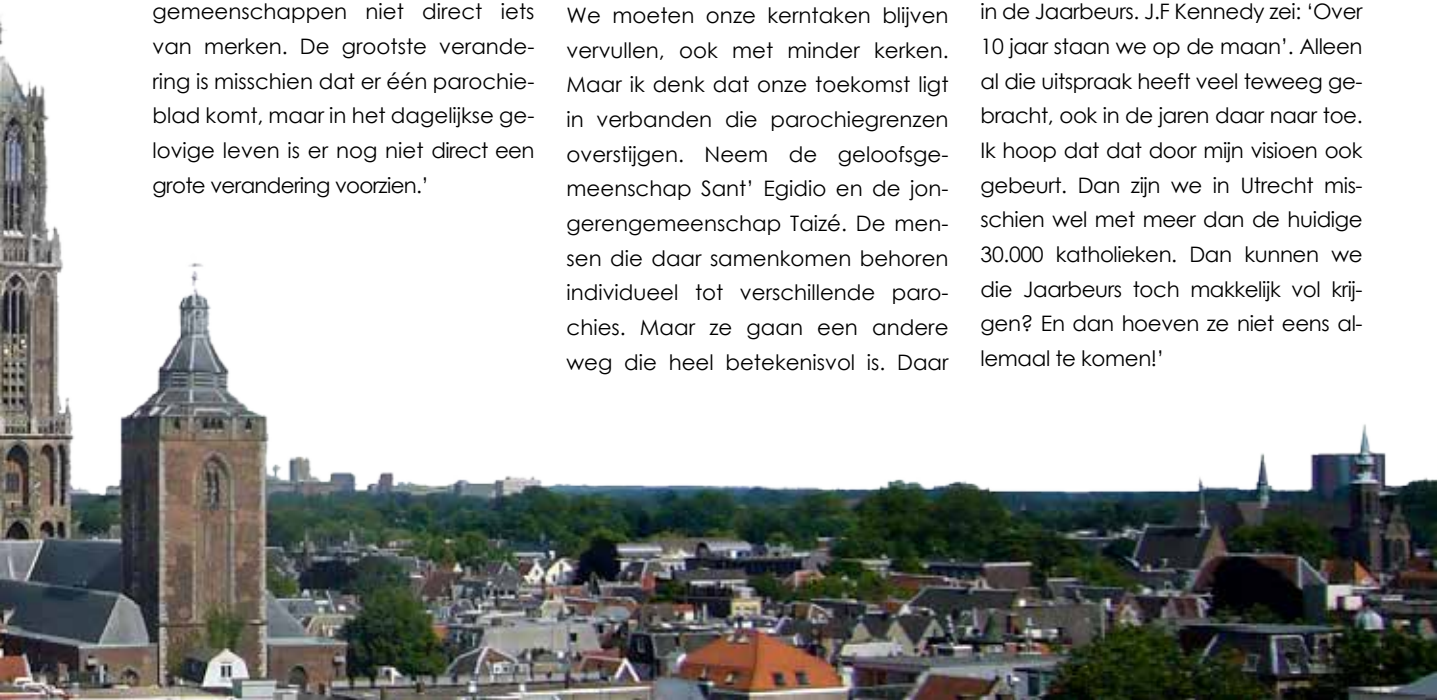 gemeenschappen niet direct iets
van merken. De grootste verande-
ring is misschien dat er één parochie-
blad komt, maar in het dagelijkse ge-
lovige leven is er nog niet direct een
grote verandering voorzien.’
We moeten onze kerntaken blijven
vervullen, ook met minder kerken.
Maar ik denk dat onze toekomst ligt
in verbanden die parochiegrenzen
overstijgen. Neem de geloofsge-
meenschap Sant’ Egidio en de jon-
gerengemeenschap Taizé. De men-
sen die daar samenkomen behoren
individueel tot verschillende paro-
chies. Maar ze gaan een andere
weg die heel betekenisvol is. Daar
in de Jaarbeurs. J.F Kennedy zei: ‘Over
10 jaar staan we op de maan’. Alleen
al die uitspraak heeft veel teweeg ge-
bracht, ook in de jaren daar naar toe.
Ik hoop dat dat door mijn visioen ook
gebeurt. Dan zijn we in Utrecht mis-
schien wel met meer dan de huidige
30.000 katholieken. Dan kunnen we
die Jaarbeurs toch makkelijk vol krij-
gen? En dan hoeven ze niet eens al-
lemaal te komen!’